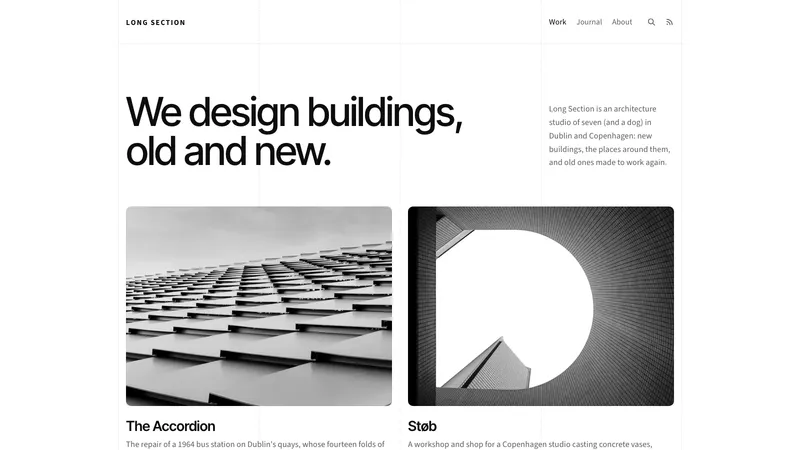 LONG SECTION
Work Journal About
We design buildings,
old and new.
Long Section is an architecture
studio of seven (and a dog) in
Dublin and Copenhagen: new
buildings, the places around them,
and old ones made to work again.
The Accordion
The repair of a 1964 bus station on Dublin's quays, whose fourteen folds of
Støb
A workshop and shop for a Copenhagen studio casting concrete vases,